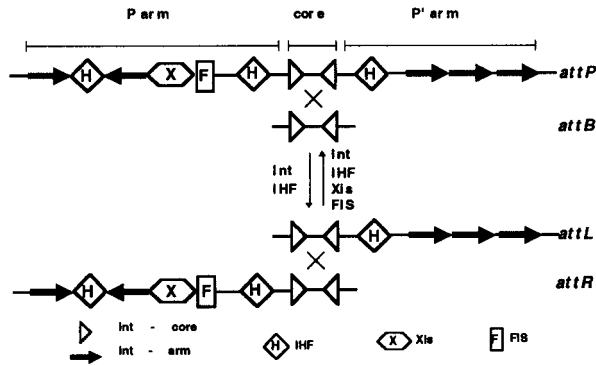 P arm core P' arm
H X F H H attP
attB
Int
IHF
Int
IHF
Xis
FIS
H attL
H X F H attR
Int - core
Int - arm
H IHF
X Xis
F FIS